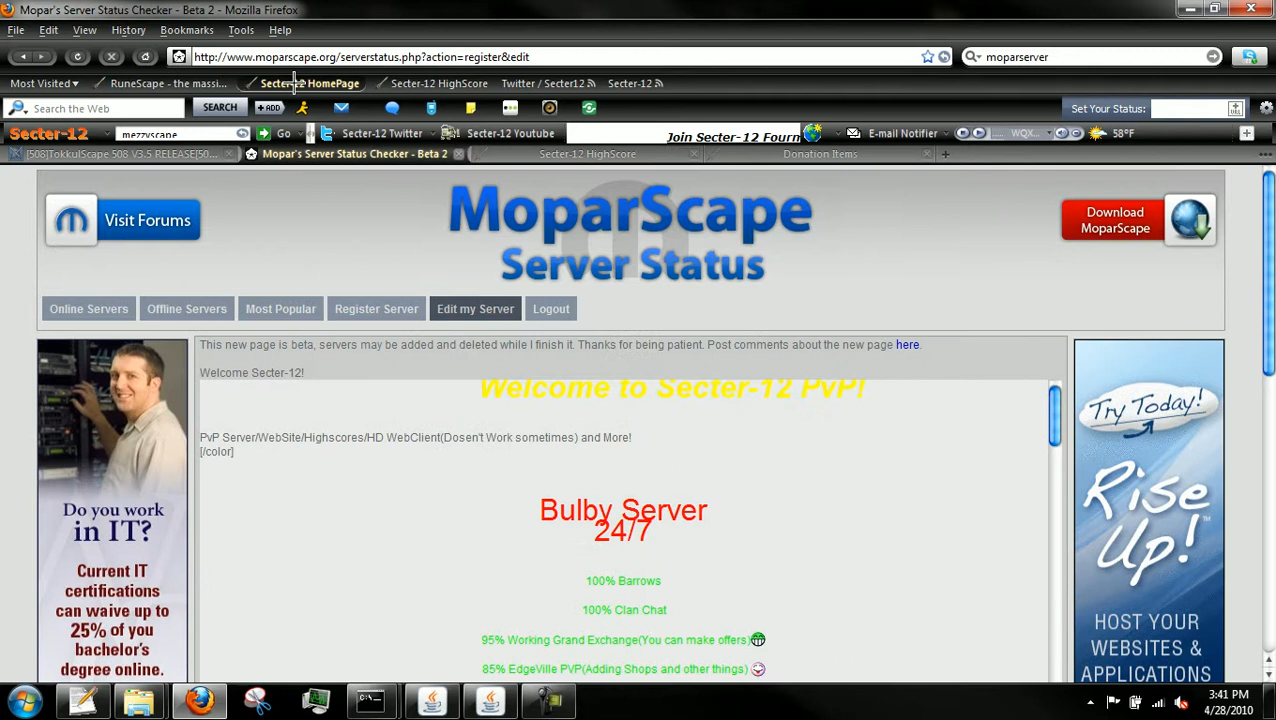 Mopar's Server Status Checker - Beta 2 - Mozilla Firefox
File Edit View History Bookmarks Tools Help
http://www.moparscape.org/serverstatus.php?action=register&edit
moparserver
Most Visited RuneScape - the massi... Secter-12 HomePage Secter-12 HighScore Twitter / Secter12 Secter-12
Search the Web SEARCH +ADD Set Your Status:
Secter-12 mezzyscape Go Secter-12 Twitter Secter-12 Youtube Join Secter-12 Fourn E-mail Notifier WQX... 58°F
[508]TokkulScape 508 V3.5 RELEASE[50... Mopar's Server Status Checker - Beta 2 Secter-12 HighScore Donation Items
Visit Forums
MoparScape
Server Status
Download
MoparScape
Online Servers Offline Servers Most Popular Register Server Edit my Server Logout
This new page is beta, servers may be added and deleted while I finish it. Thanks for being patient. Post comments about the new page here.
Welcome Secter-12!
Welcome to Secter-12 PvP!
PvP Server/WebSite/Highscores/HD WebClient(Dosen't Work sometimes) and More!
[/color]
Bulby Server
24/7
100% Barrows
100% Clan Chat
95% Working Grand Exchange(You can make offers)
85% EdgeVille PVP(Adding Shops and other things)
Do you work
in IT?
Current IT
certifications
can waive up to
25% of your
bachelor's
degree online.
Try Today!
Rise
Up!
HOST YOUR
WEBSITES &
APPLICATIONS
3:41 PM
4/28/2010